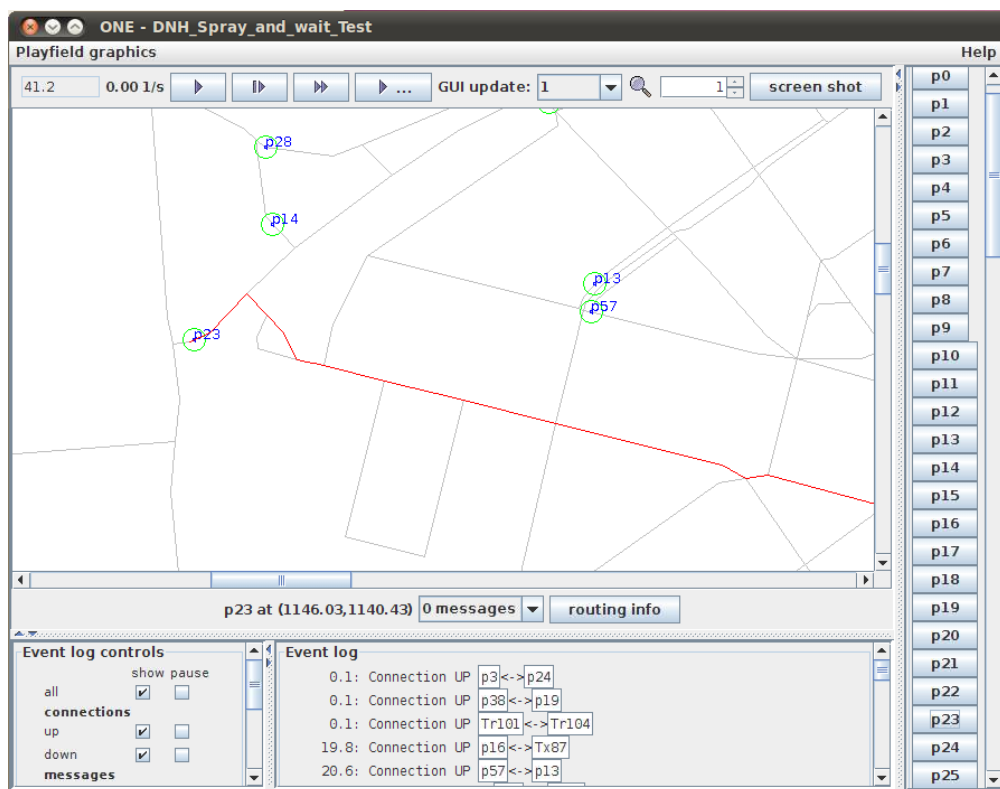 ONE - DNH_Spray_and_wait_Test
Playfield graphics Help
41.2 0.00 1/s ... GUI update: 1 1 screen shot
p28
p14
p13
p57
p23
p23 at (1146.03,1140.43) 0 messages routing info
Event log controls
show pause
all
connections
up
down
messages
Event log
0.1: Connection UP p3<->p24
0.1: Connection UP p38<->p19
0.1: Connection UP Tr101<->Tr104
19.8: Connection UP p16<->Tx87
20.6: Connection UP p57<->p13
p0
p1
p2
p3
p4
p5
p6
p7
p8
p9
p10
p11
p12
p13
p14
p15
p16
p17
p18
p19
p20
p21
p22
p23
p24
p25